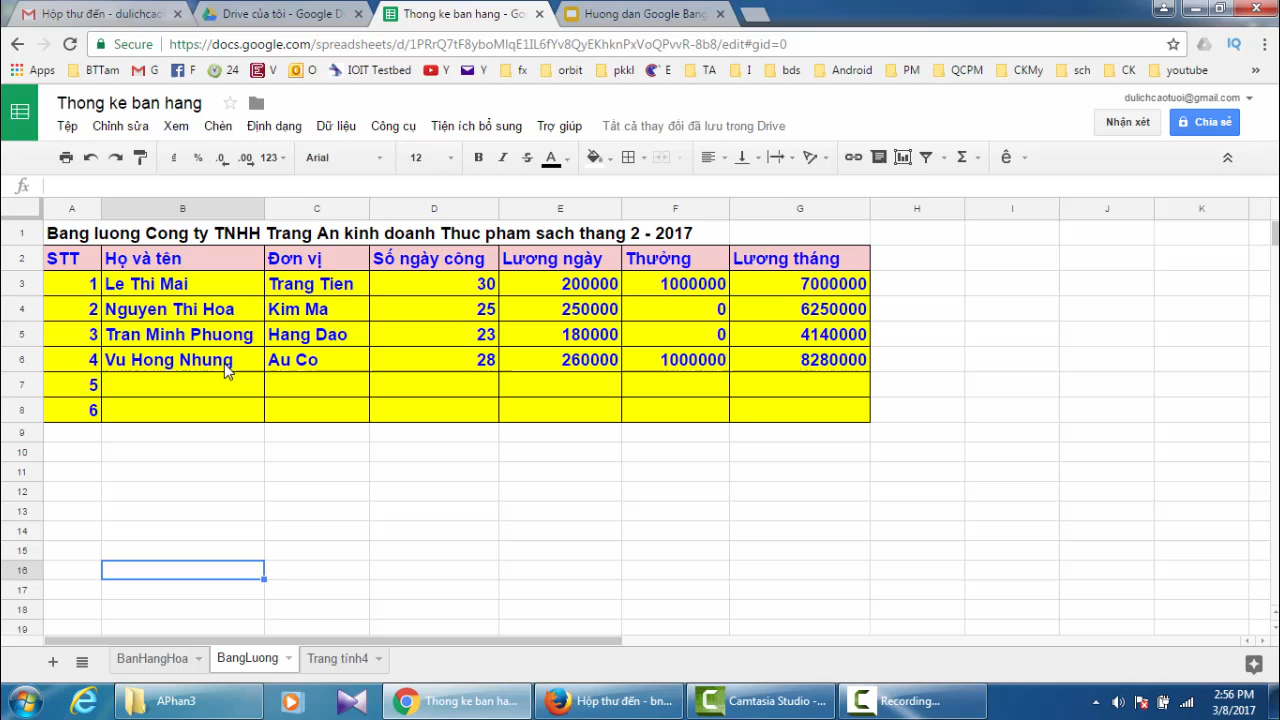 Hộp thư đến - dulichcao
Drive của tôi - Google D
Thong ke ban hang - Go
Huong dan Google Bang
Secure
https://docs.google.com/spreadsheets/d/1PRrQ7tF8yboMIqE1IL6fYv8QyEKhknPxVoQPvvR-8b8/edit#gid=0
Apps BTTam G F 24 V O IOIT Testbed Y Y fx orbit pkkl E TA I bds Android PM QCPM CKMy sch CK youtube »
Thong ke ban hang
dulichcaotuoi@gmail.com
Tệp Chỉnh sửa Xem Chèn Định dạng Dữ liệu Công cụ Tiện ích bổ sung Trợ giúp Tất cả thay đổi đã lưu trong Drive
Nhận xét
Chia sẻ
đ % .0 .00 123 Arial 12 B I S A Σ ê
fx
A B C D E F G H I J K
1 Bang luong Cong ty TNHH Trang An kinh doanh Thuc pham sach thang 2 - 2017
2 STT Họ và tên Đơn vị Số ngày công Lương ngày Thưởng Lương tháng
3 1 Le Thi Mai Trang Tien 30 200000 1000000 7000000
4 2 Nguyen Thi Hoa Kim Ma 25 250000 0 6250000
5 3 Tran Minh Phuong Hang Dao 23 180000 0 4140000
6 4 Vu Hong Nhung Au Co 28 260000 1000000 8280000
7 5
8 6
9
10
11
12
13
14
15
16
17
18
19
BanHangHoa BangLuong Trang tính4
APhan3
Thong ke ban ha...
Hộp thư đến - bn...
Camtasia Studio -...
Recording...
2:56 PM
3/8/2017